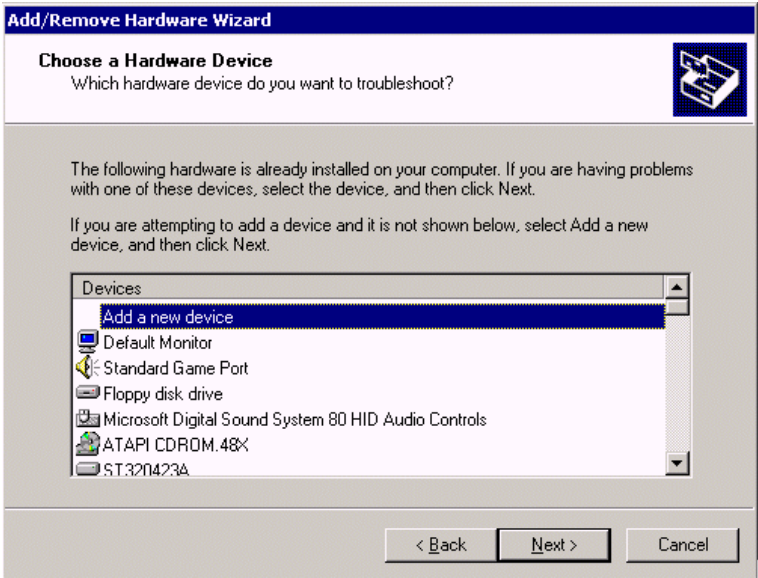 Add/Remove Hardware Wizard
Choose a Hardware Device
Which hardware device do you want to troubleshoot?
The following hardware is already installed on your computer. If you are having problems
with one of these devices, select the device, and then click Next.
If you are attempting to add a device and it is not shown below, select Add a new
device, and then click Next.
Devices
Add a new device
Default Monitor
Standard Game Port
Floppy disk drive
Microsoft Digital Sound System 80 HID Audio Controls
ATAPI CDROM.48X
ST320423A
< Back
Next >
Cancel